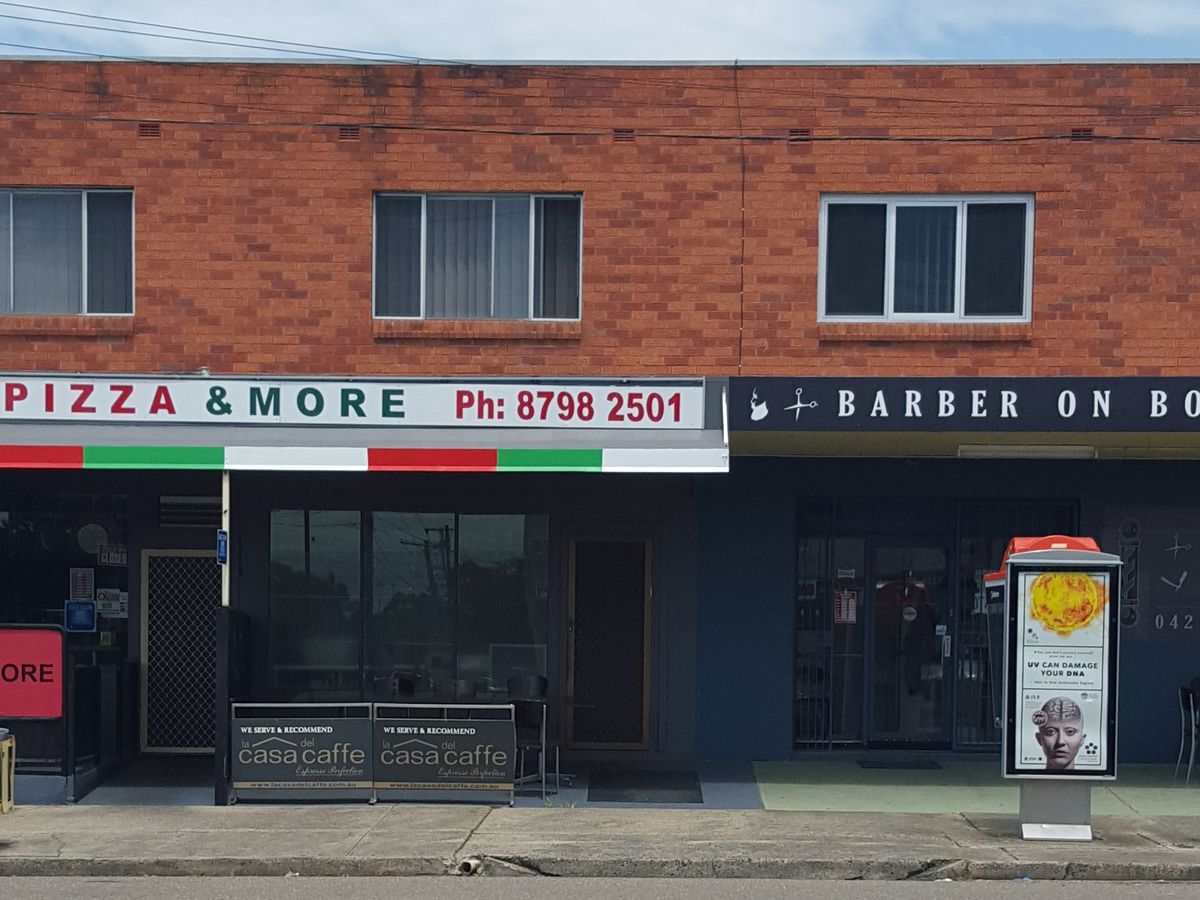 PIZZA & MORE Ph: 8798 2501
BARBER ON BO
CLOSED
ORE
WE SERVE & RECOMMEND
la casa del caffe
Espresso Perfection
www.lacasadelcaffe.com.au
WE SERVE & RECOMMEND
la casa del caffe
Espresso Perfection
www.lacasadelcaffe.com.au
UV CAN DAMAGE
YOUR DNA
042